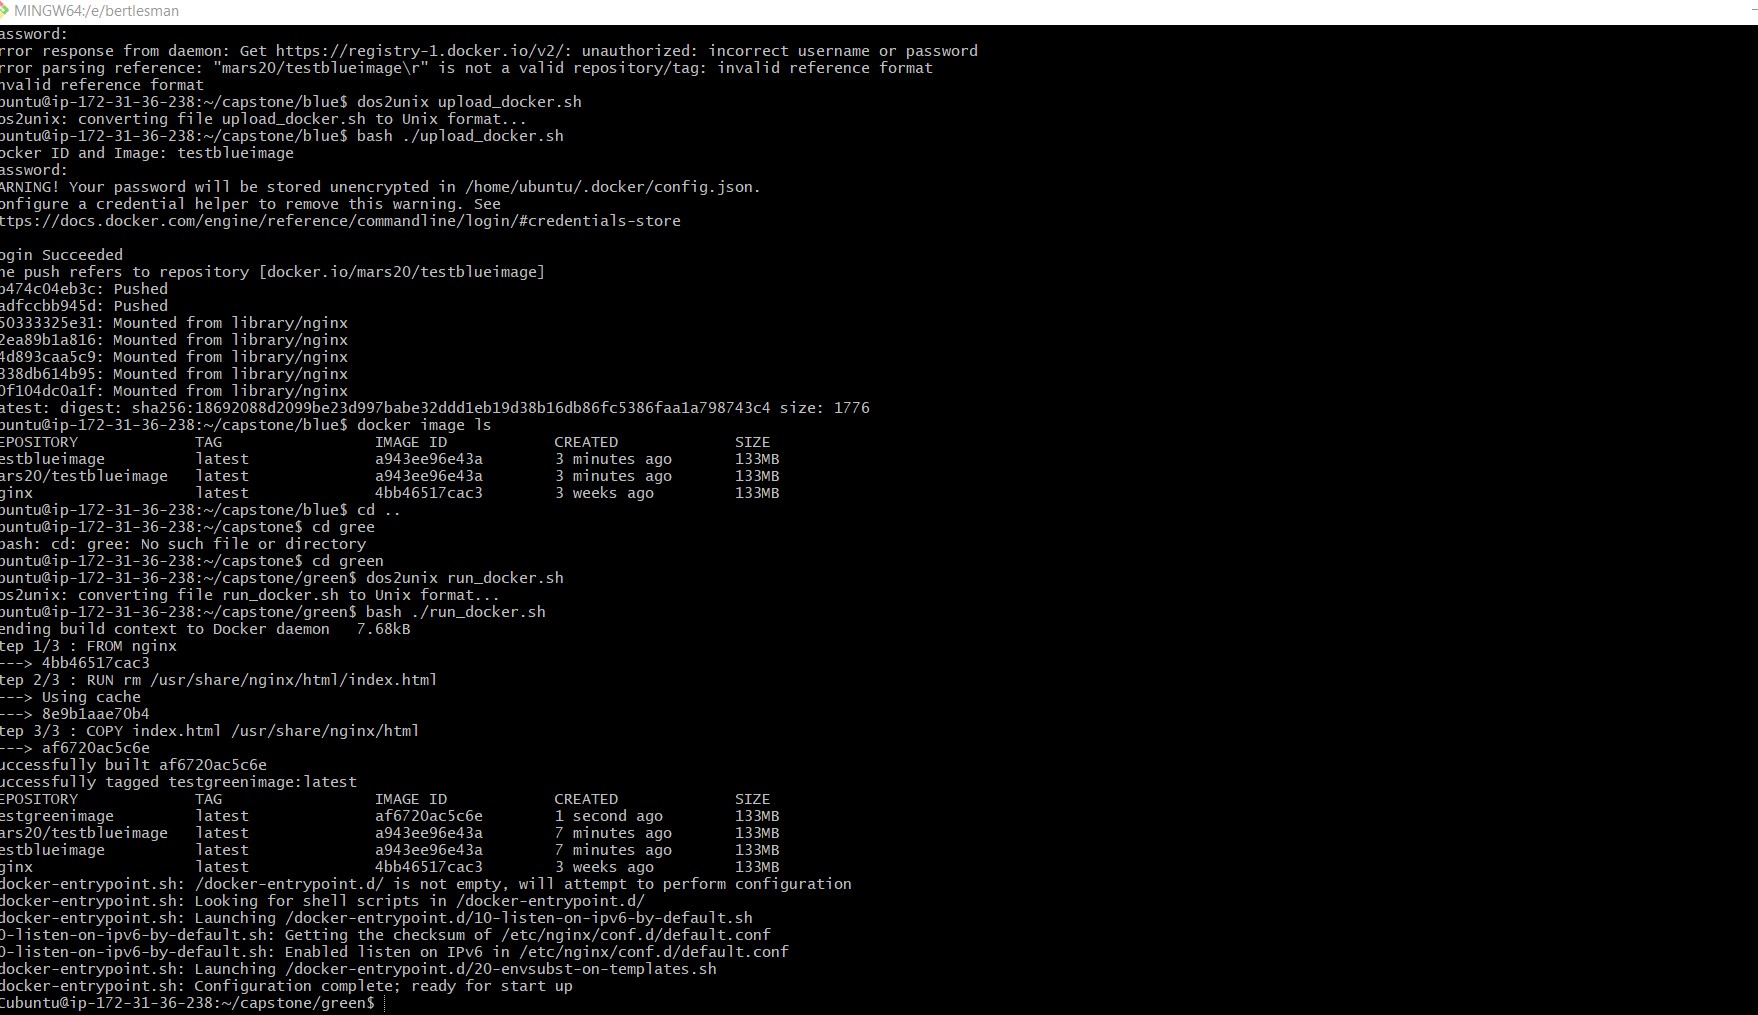 MINGW64:/e/bertlesman
assword:
rror response from daemon: Get https://registry-1.docker.io/v2/: unauthorized: incorrect username or password
rror parsing reference: "mars20/testblueimage\r" is not a valid repository/tag: invalid reference format
nvalid reference format
buntu@ip-172-31-36-238:~/capstone/blue$ dos2unix upload_docker.sh
os2unix: converting file upload_docker.sh to Unix format...
buntu@ip-172-31-36-238:~/capstone/blue$ bash ./upload_docker.sh
ocker ID and Image: testblueimage
assword:
ARNING! Your password will be stored unencrypted in /home/ubuntu/.docker/config.json.
onfigure a credential helper to remove this warning. See
ttps://docs.docker.com/engine/reference/commandline/login/#credentials-store
ogin Succeeded
he push refers to repository [docker.io/mars20/testblueimage]
b474c04eb3c: Pushed
adfccbb945d: Pushed
50333325e31: Mounted from library/nginx
2ea89b1a816: Mounted from library/nginx
4d893caa5c9: Mounted from library/nginx
338db614b95: Mounted from library/nginx
0f104dc0a1f: Mounted from library/nginx
atest: digest: sha256:18692088d2099be23d997babe32ddd1eb19d38b16db86fc5386faa1a798743c4 size: 1776
buntu@ip-172-31-36-238:~/capstone/blue$ docker image ls
EPOSITORY TAG IMAGE ID CREATED SIZE
estblueimage latest a943ee96e43a 3 minutes ago 133MB
ars20/testblueimage latest a943ee96e43a 3 minutes ago 133MB
ginx latest 4bb46517cac3 3 weeks ago 133MB
buntu@ip-172-31-36-238:~/capstone/blue$ cd ..
buntu@ip-172-31-36-238:~/capstone$ cd gree
bash: cd: gree: No such file or directory
buntu@ip-172-31-36-238:~/capstone$ cd green
buntu@ip-172-31-36-238:~/capstone/green$ dos2unix run_docker.sh
os2unix: converting file run_docker.sh to Unix format...
buntu@ip-172-31-36-238:~/capstone/green$ bash ./run_docker.sh
ending build context to Docker daemon 7.68kB
tep 1/3 : FROM nginx
---> 4bb46517cac3
tep 2/3 : RUN rm /usr/share/nginx/html/index.html
---> Using cache
---> 8e9b1aae70b4
tep 3/3 : COPY index.html /usr/share/nginx/html
---> af6720ac5c6e
uccessfully built af6720ac5c6e
uccessfully tagged testgreenimage:latest
EPOSITORY TAG IMAGE ID CREATED SIZE
estgreenimage latest af6720ac5c6e 1 second ago 133MB
ars20/testblueimage latest a943ee96e43a 7 minutes ago 133MB
estblueimage latest a943ee96e43a 7 minutes ago 133MB
ginx latest 4bb46517cac3 3 weeks ago 133MB
docker-entrypoint.sh: /docker-entrypoint.d/ is not empty, will attempt to perform configuration
docker-entrypoint.sh: Looking for shell scripts in /docker-entrypoint.d/
docker-entrypoint.sh: Launching /docker-entrypoint.d/10-listen-on-ipv6-by-default.sh
0-listen-on-ipv6-by-default.sh: Getting the checksum of /etc/nginx/conf.d/default.conf
0-listen-on-ipv6-by-default.sh: Enabled listen on IPv6 in /etc/nginx/conf.d/default.conf
docker-entrypoint.sh: Launching /docker-entrypoint.d/20-envsubst-on-templates.sh
docker-entrypoint.sh: Configuration complete; ready for start up
Cubuntu@ip-172-31-36-238:~/capstone/green$